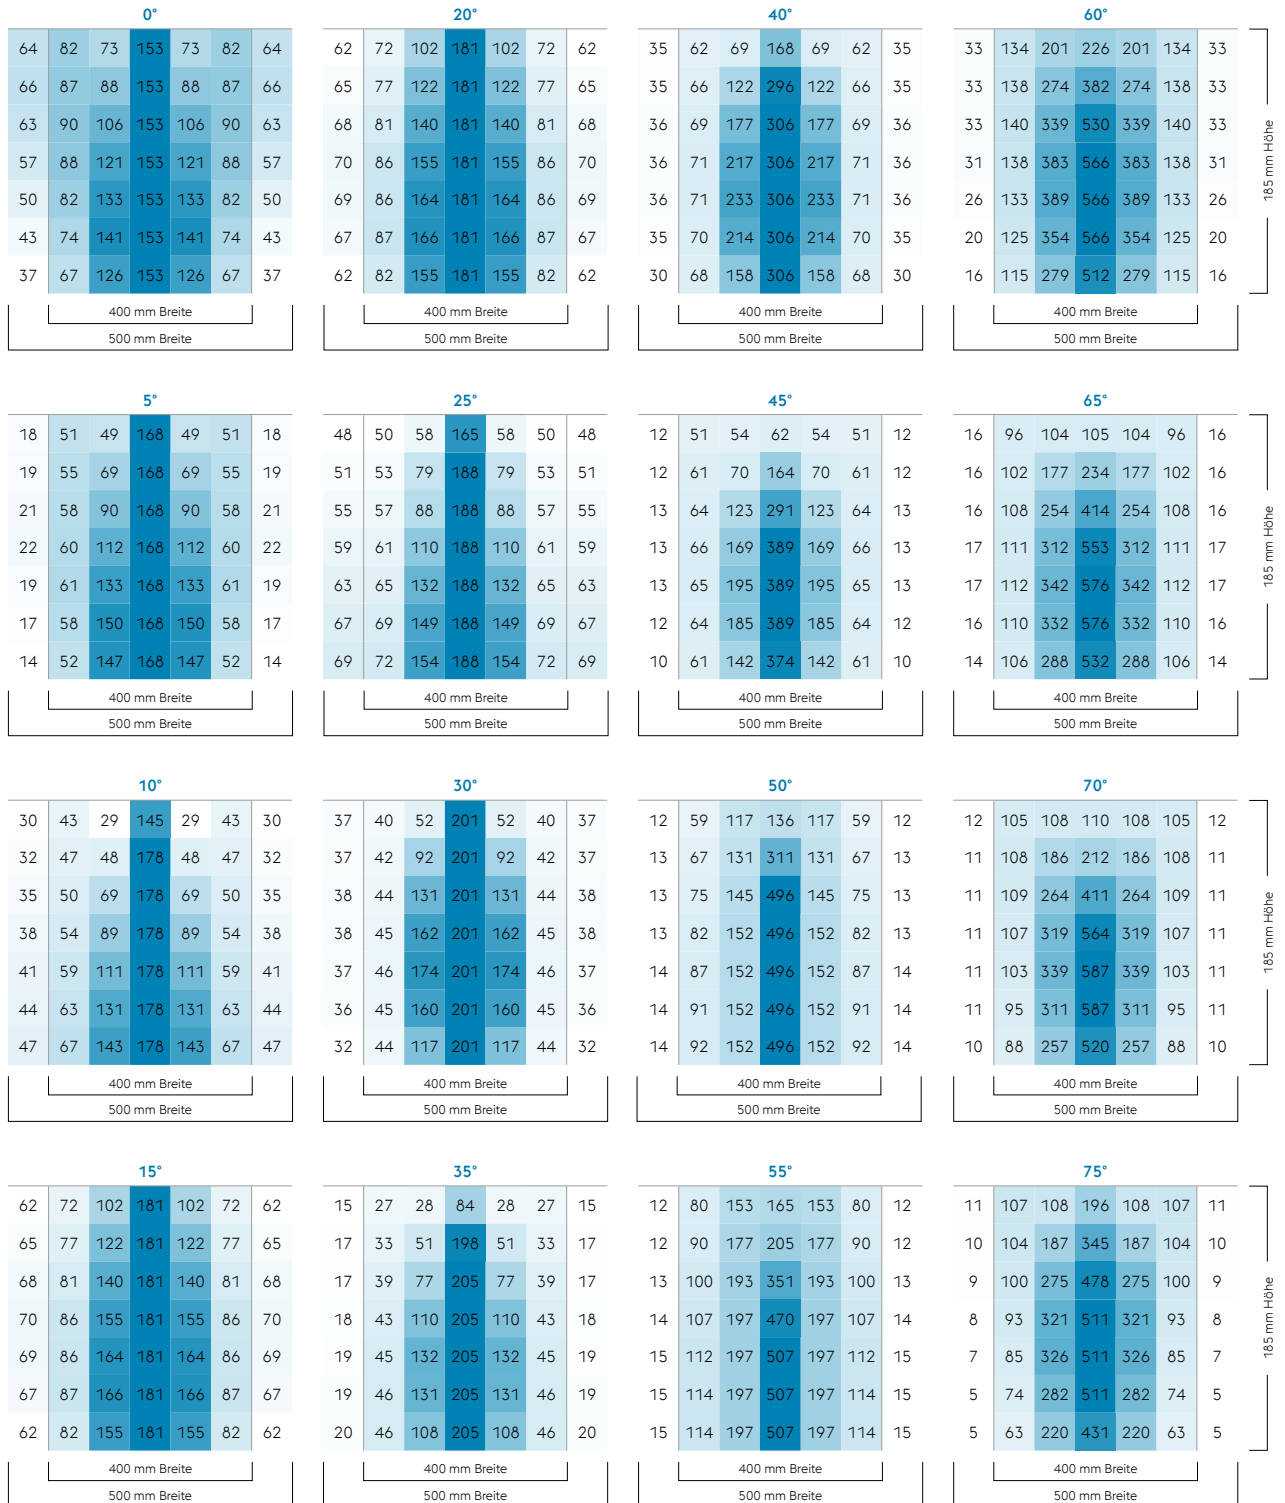 0° 20° 40° 60°
64 82 73 153 73 82 64 62 72 102 181 102 72 62 35 62 69 168 69 62 35 33 134 201 226 201 134 33
66 87 88 153 88 87 66 65 77 122 181 122 77 65 35 66 122 296 122 66 35 33 138 274 382 274 138 33
63 90 106 153 106 90 63 68 81 140 181 140 81 68 36 69 177 306 177 69 36 33 140 339 530 339 140 33
57 88 121 153 121 88 57 70 86 155 181 155 86 70 36 71 217 306 217 71 36 31 138 383 566 383 138 31
50 82 133 153 133 82 50 69 86 164 181 164 86 69 36 71 233 306 233 71 36 26 133 389 566 389 133 26
43 74 141 153 141 74 43 67 87 166 181 166 87 67 35 70 214 306 214 70 35 20 125 354 566 354 125 20
37 67 126 153 126 67 37 62 82 155 181 155 82 62 30 68 158 306 158 68 30 16 115 279 512 279 115 16
185 mm Höhe
400 mm Breite 400 mm Breite 400 mm Breite 400 mm Breite
500 mm Breite 500 mm Breite 500 mm Breite 500 mm Breite
5° 25° 45° 65°
18 51 49 168 49 51 18 48 50 58 165 58 50 48 12 51 54 62 54 51 12 16 96 104 105 104 96 16
19 55 69 168 69 55 19 51 53 79 188 79 53 51 12 61 70 164 70 61 12 16 102 177 234 177 102 16
21 58 90 168 90 58 21 55 57 88 188 88 57 55 13 64 123 291 123 64 13 16 108 254 414 254 108 16
22 60 112 168 112 60 22 59 61 110 188 110 61 59 13 66 169 389 169 66 13 17 111 312 553 312 111 17
19 61 133 168 133 61 19 63 65 132 188 132 65 63 13 65 195 389 195 65 13 17 112 342 576 342 112 17
17 58 150 168 150 58 17 67 69 149 188 149 69 67 12 64 185 389 185 64 12 16 110 332 576 332 110 16
14 52 147 168 147 52 14 69 72 154 188 154 72 69 10 61 142 374 142 61 10 14 106 288 532 288 106 14
185 mm Höhe
400 mm Breite 400 mm Breite 400 mm Breite 400 mm Breite
500 mm Breite 500 mm Breite 500 mm Breite 500 mm Breite
10° 30° 50° 70°
30 43 29 145 29 43 30 37 40 52 201 52 40 37 12 59 117 136 117 59 12 12 105 108 110 108 105 12
32 47 48 178 48 47 32 37 42 92 201 92 42 37 13 67 131 311 131 67 13 11 108 186 212 186 108 11
35 50 69 178 69 50 35 38 44 131 201 131 44 38 13 75 145 496 145 75 13 11 109 264 411 264 109 11
38 54 89 178 89 54 38 38 45 162 201 162 45 38 13 82 152 496 152 82 13 11 107 319 564 319 107 11
41 59 111 178 111 59 41 37 46 174 201 174 46 37 14 87 152 496 152 87 14 11 103 339 587 339 103 11
44 63 131 178 131 63 44 36 45 160 201 160 45 36 14 91 152 496 152 91 14 11 95 311 587 311 95 11
47 67 143 178 143 67 47 32 44 117 201 117 44 32 14 92 152 496 152 92 14 10 88 257 520 257 88 10
185 mm Höhe
400 mm Breite 400 mm Breite 400 mm Breite 400 mm Breite
500 mm Breite 500 mm Breite 500 mm Breite 500 mm Breite
15° 35° 55° 75°
62 72 102 181 102 72 62 15 27 28 84 28 27 15 12 80 153 165 153 80 12 11 107 108 196 108 107 11
65 77 122 181 122 77 65 17 33 51 198 51 33 17 12 90 177 205 177 90 12 10 104 187 345 187 104 10
68 81 140 181 140 81 68 17 39 77 205 77 39 17 13 100 193 351 193 100 13 9 100 275 478 275 100 9
70 86 155 181 155 86 70 18 43 110 205 110 43 18 14 107 197 470 197 107 14 8 93 321 511 321 93 8
69 86 164 181 164 86 69 19 45 132 205 132 45 19 15 112 197 507 197 112 15 7 85 326 511 326 85 7
67 87 166 181 166 87 67 19 46 131 205 131 46 19 15 114 197 507 197 114 15 5 74 282 511 282 74 5
62 82 155 181 155 82 62 20 46 108 205 108 46 20 15 114 197 507 197 114 15 5 63 220 431 220 63 5
185 mm Höhe
400 mm Breite 400 mm Breite 400 mm Breite 400 mm Breite
500 mm Breite 500 mm Breite 500 mm Breite 500 mm Breite